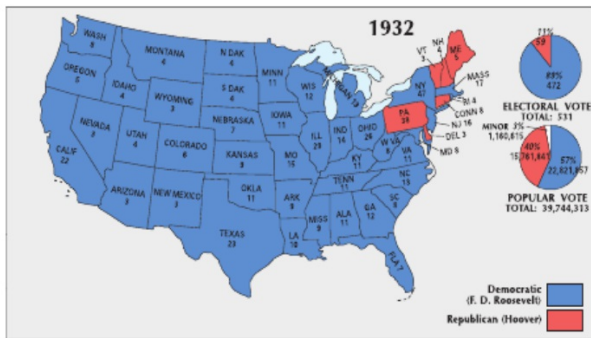 1932
WASH
8
OREGON
5
CALIF
22
NEVADA
3
IDAHO
4
MONTANA
4
WYOMING
3
UTAH
4
ARIZONA
3
COLORADO
6
NEW MEXICO
3
N DAK
4
S DAK
4
NEBRASKA
7
KANSAS
9
OKLA
11
TEXAS
23
MINN
11
IOWA
11
MO
15
ARK
9
LA
10
WIS
12
ILL
29
MICHIGAN 19
IND
14
OHIO
26
KY
11
TENN
11
MISS
9
ALA
11
GA
12
FLA 7
SC
8
NC
13
VA
11
W VA
8
PA
36
NY
47
VT
3
NH
4
ME
5
MASS
17
RI 4
CONN 8
NJ 16
DEL 3
MD 8
11%
59
89%
472
ELECTORAL VOTE
TOTAL: 531
MINOR 3%
1,160,615
40%
15,761,841
57%
22,821,857
POPULAR VOTE
TOTAL: 39,744,313
Democratic
(F. D. Roosevelt)
Republican (Hoover)